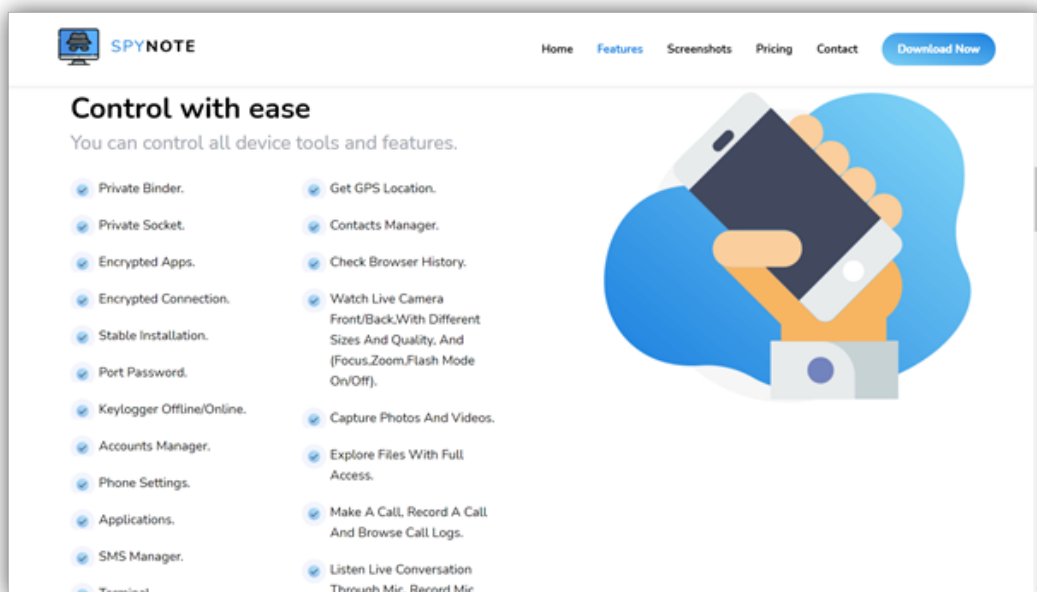 SPYNOTE
Home Features Screenshots Pricing Contact Download Now
Control with ease
You can control all device tools and features.
Private Binder.
Private Socket.
Encrypted Apps.
Encrypted Connection.
Stable Installation.
Port Password.
Keylogger Offline/Online.
Accounts Manager.
Phone Settings.
Applications.
SMS Manager.
Terminal
Get GPS Location.
Contacts Manager.
Check Browser History.
Watch Live Camera
Front/Back,With Different
Sizes And Quality, And
(Focus,Zoom,Flash Mode
On/Off).
Capture Photos And Videos.
Explore Files With Full
Access.
Make A Call, Record A Call
And Browse Call Logs.
Listen Live Conversation
Through Mic, Record Mic